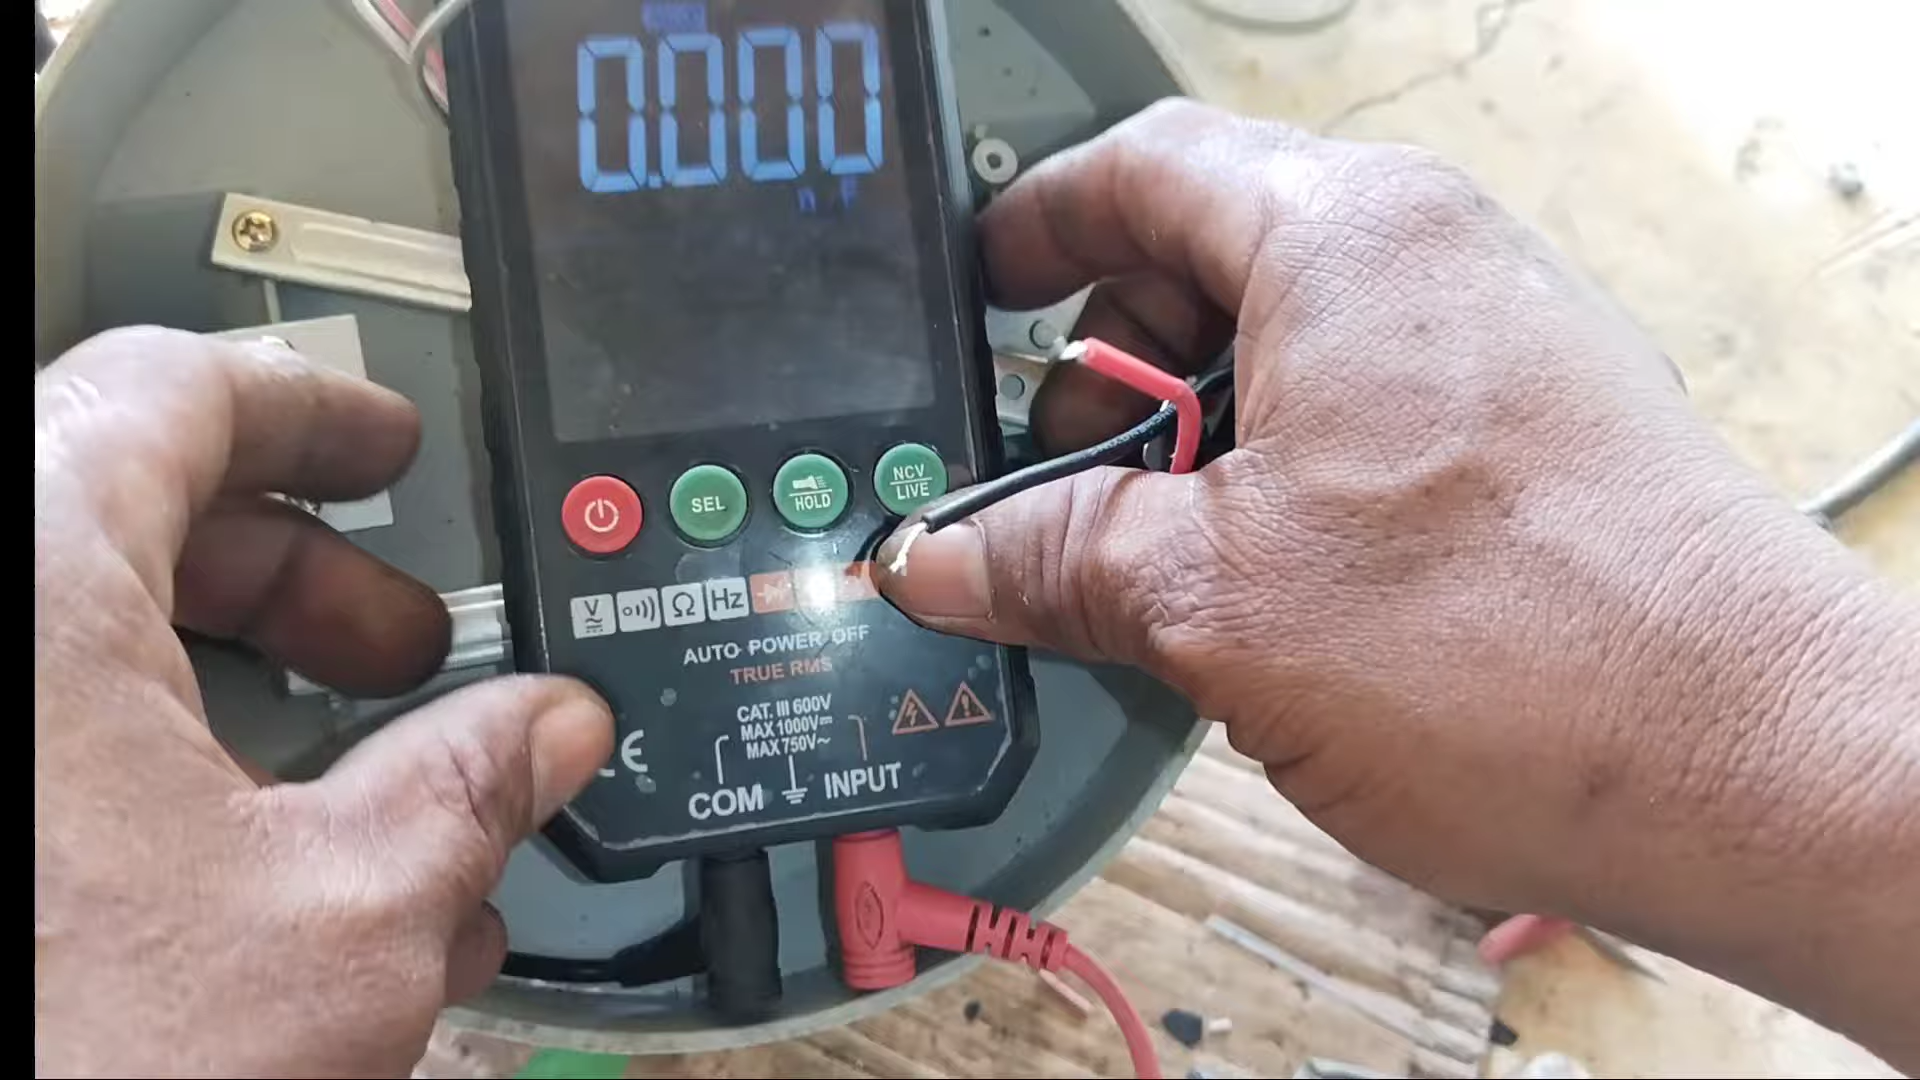 0.000
n F
SEL
HOLD
NCV
LIVE
V Ω Hz
AUTO POWER OFF
TRUE RMS
CAT. III 600V
MAX 1000V⎓
MAX 750V~
CE
COM INPUT